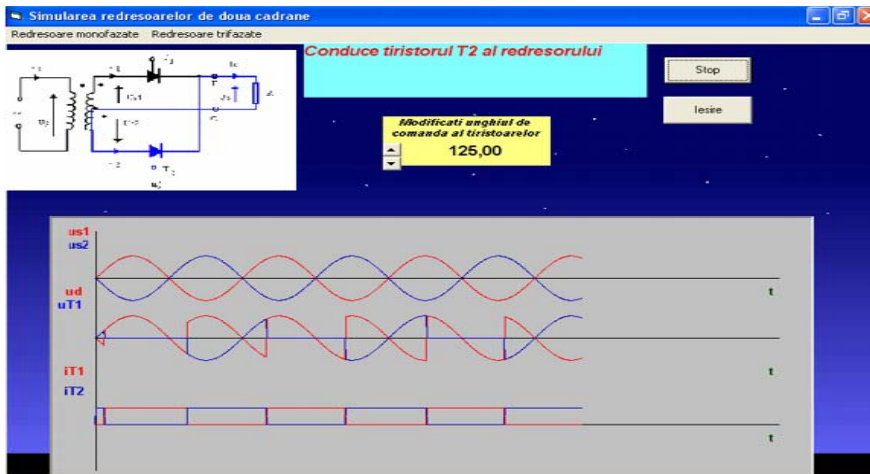 Simularea redresoarelor de doua cadrane
Redresoare monofazate Redresoare trifazate
Conduce tiristorul T2 al redresorului
Stop
Iesire
Modificati unghiul de
comanda al tiristoarelor
125,00
us1
us2
t
ud
uT1
t
iT1
iT2
t